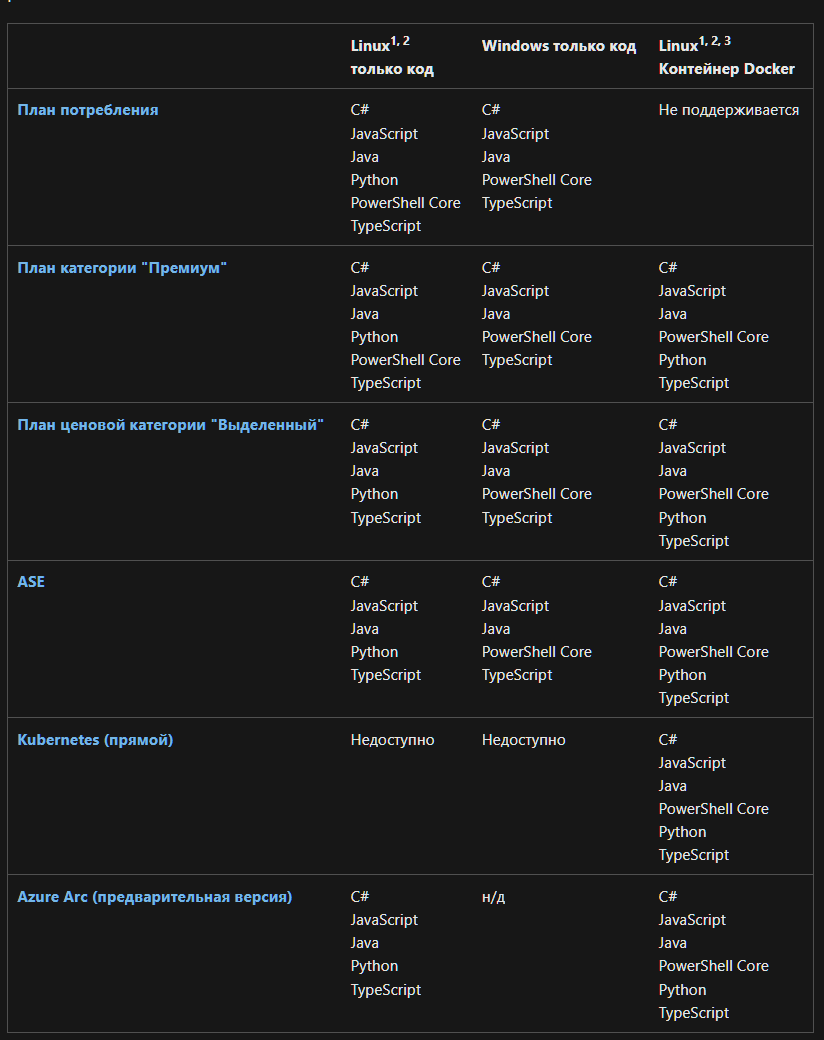 Linux1, 2
только код
Windows только код
Linux1, 2, 3
Контейнер Docker
План потребления
C#
JavaScript
Java
Python
PowerShell Core
TypeScript
C#
JavaScript
Java
PowerShell Core
TypeScript
Не поддерживается
План категории "Премиум"
C#
JavaScript
Java
Python
PowerShell Core
TypeScript
C#
JavaScript
Java
PowerShell Core
TypeScript
C#
JavaScript
Java
PowerShell Core
Python
TypeScript
План ценовой категории "Выделенный"
C#
JavaScript
Java
Python
TypeScript
C#
JavaScript
Java
PowerShell Core
TypeScript
C#
JavaScript
Java
PowerShell Core
Python
TypeScript
ASE
C#
JavaScript
Java
Python
TypeScript
C#
JavaScript
Java
PowerShell Core
TypeScript
C#
JavaScript
Java
PowerShell Core
Python
TypeScript
Kubernetes (прямой)
Недоступно
Недоступно
C#
JavaScript
Java
PowerShell Core
Python
TypeScript
Azure Arc (предварительная версия)
C#
JavaScript
Java
Python
TypeScript
н/д
C#
JavaScript
Java
PowerShell Core
Python
TypeScript